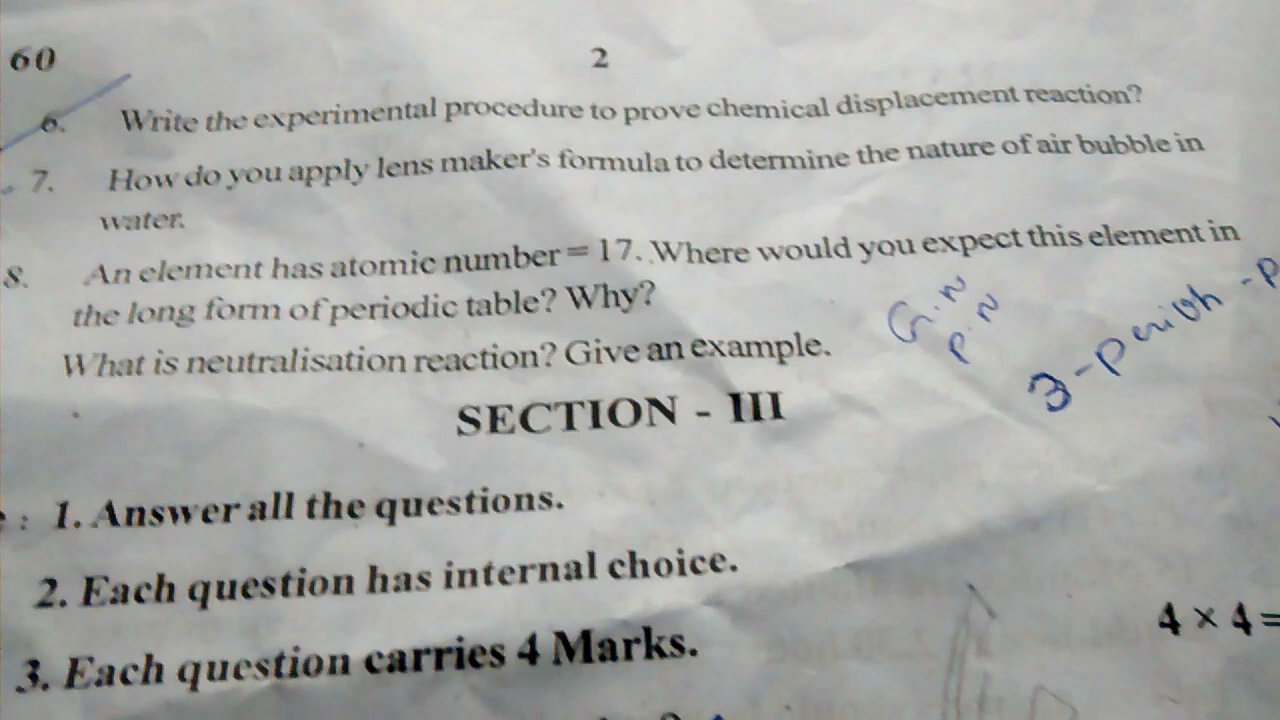 60
2
6. Write the experimental procedure to prove chemical displacement reaction?
7. How do you apply lens maker's formula to determine the nature of air bubble in
water.
8. An element has atomic number = 17. Where would you expect this element in
the long form of periodic table? Why?
G.N
P.N
3-perioh -P
What is neutralisation reaction? Give an example.
SECTION - III
: 1. Answer all the questions.
2. Each question has internal choice.
4 × 4 =
3. Each question carries 4 Marks.